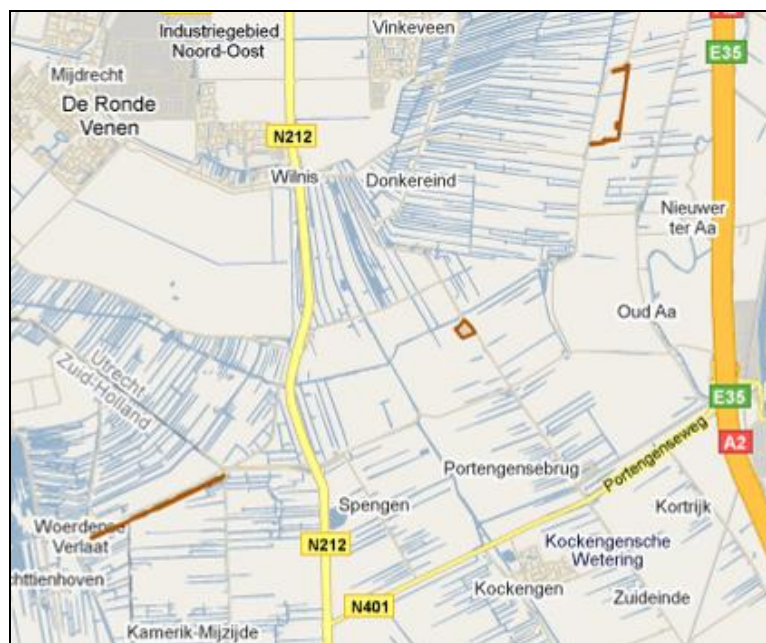 Industriegebied
Noord-Oost
Vinkeveen
E35
Mijdrecht
De Ronde
Venen
N212
Wilnis
Donkereind
Nieuwer
ter Aa
Oud Aa
Utrecht
Zuid-Holland
E35
A2
Portengenseweg
Portengensebrug
Kortrijk
Spengen
Woerdense
Verlaat
N212
Kockengensche
Wetering
chttienhoven
Kockengen
Zuideinde
N401
Kamerik-Mijzijde